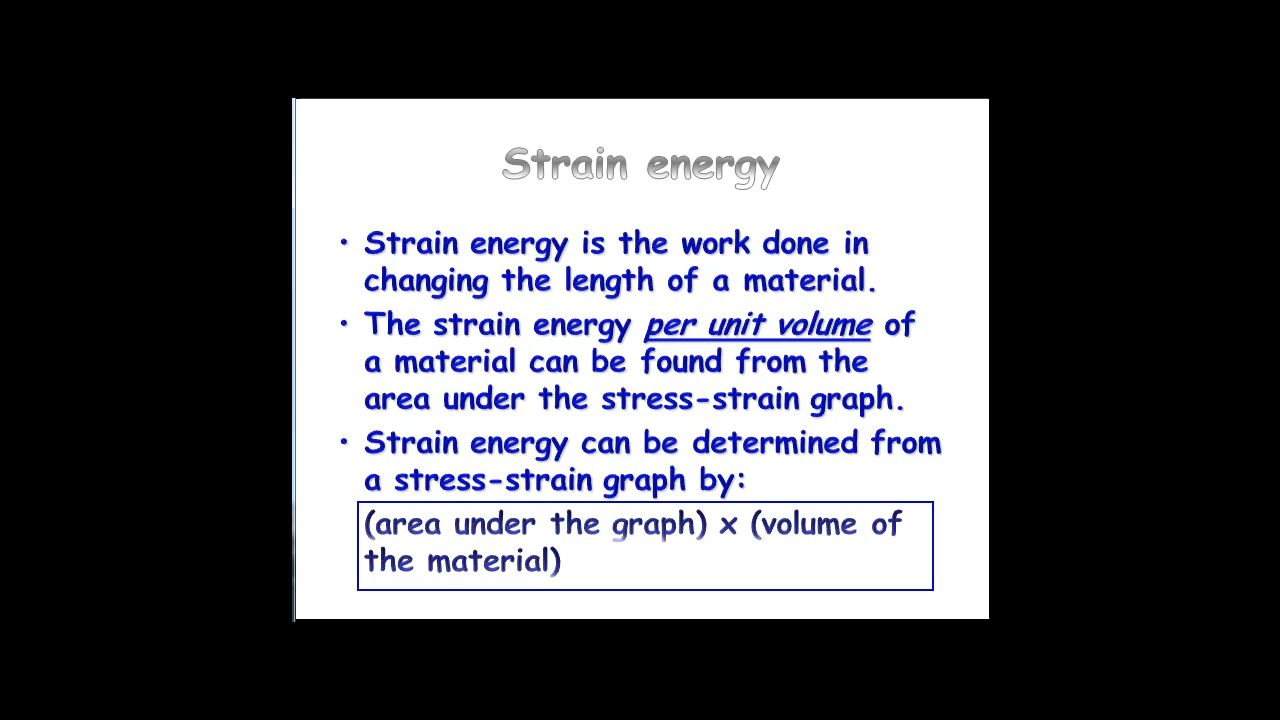 Strain energy
• Strain energy is the work done in
changing the length of a material.
• The strain energy per unit volume of
a material can be found from the
area under the stress-strain graph.
• Strain energy can be determined from
a stress-strain graph by:
(area under the graph) x (volume of
the material)